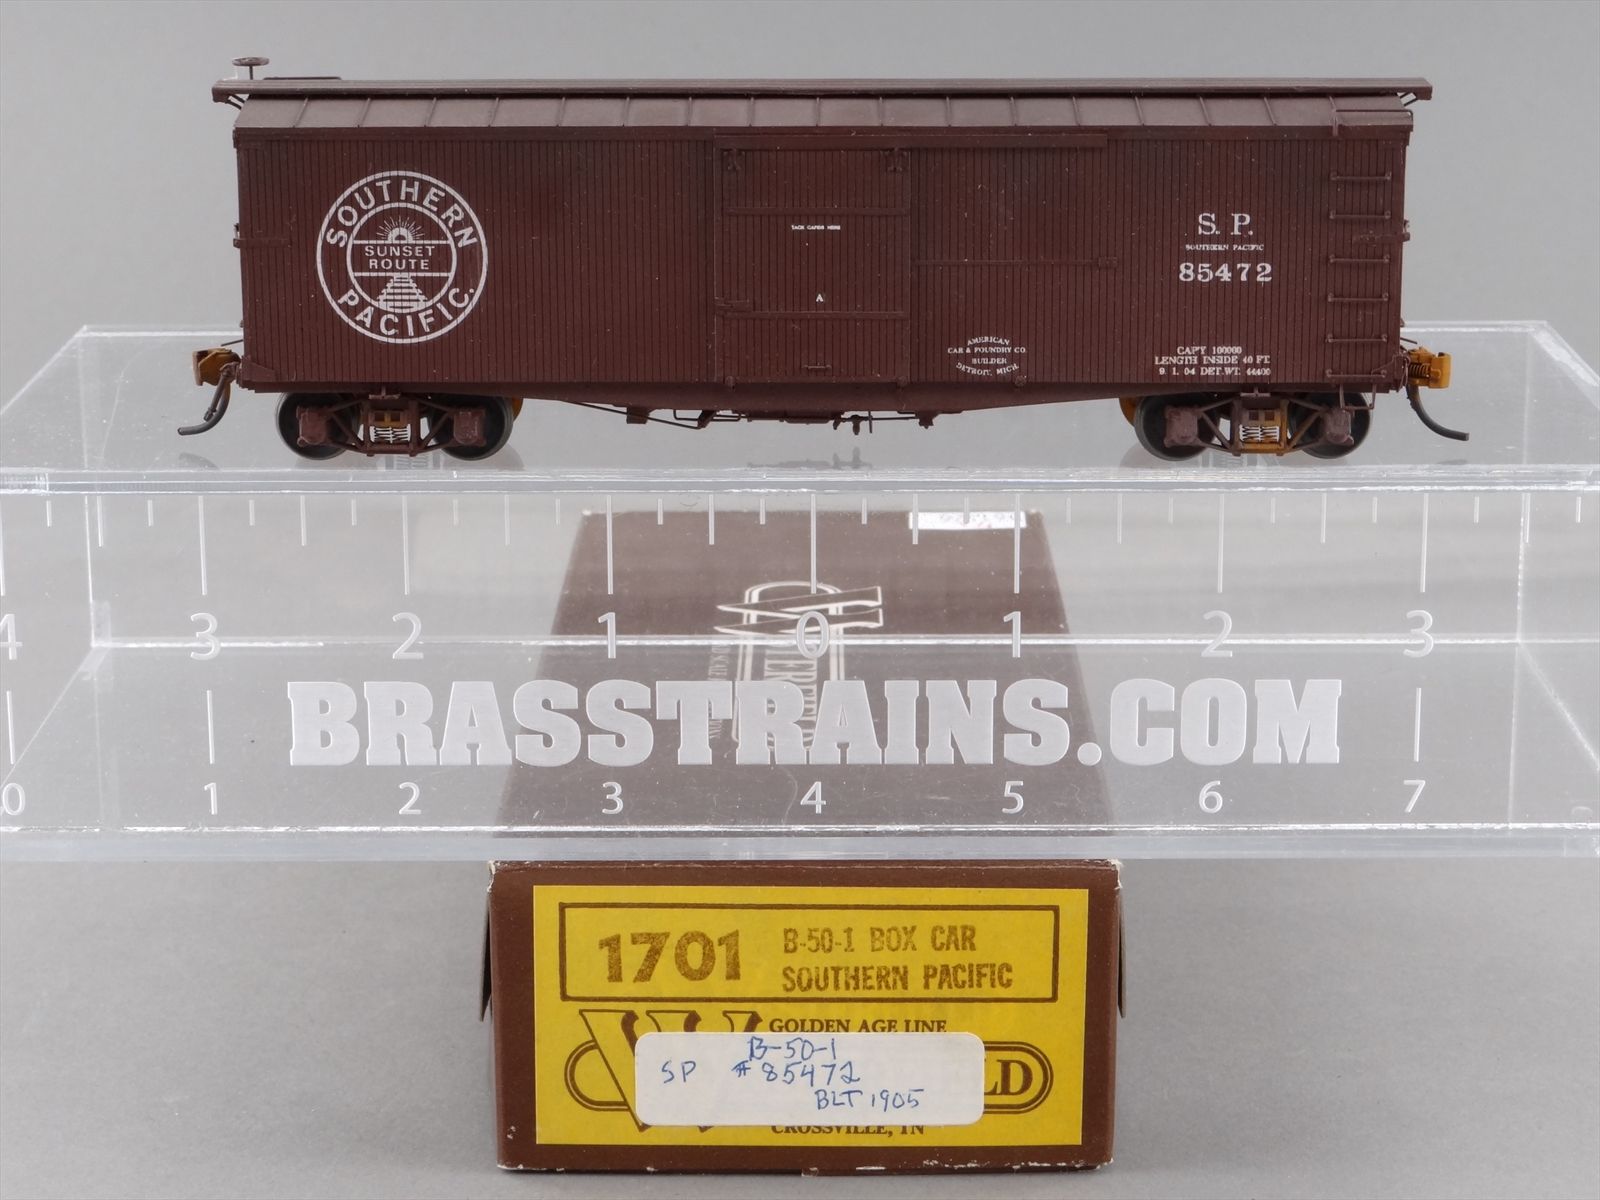 SOUTHERN
SUNSET
ROUTE
PACIFIC.
TACK CARDS HERE
A
AMERICAN
CAR & FOUNDRY CO.
BUILDER
DETROIT, MICH.
S. P.
SOUTHERN PACIFIC
85472
CAPY 100000
LENGTH INSIDE 40 FT.
9. 1. 04 DET. WT. 44400
4 3 2 1 0 1 2 3
BRASSTRAINS.COM
0 1 2 3 4 5 6 7
1701
B-50-1 BOX CAR
SOUTHERN PACIFIC
GOLDEN AGE LINE
W LD
B-50-1
SP #85472
BLT 1905
CROSSVILLE, TN